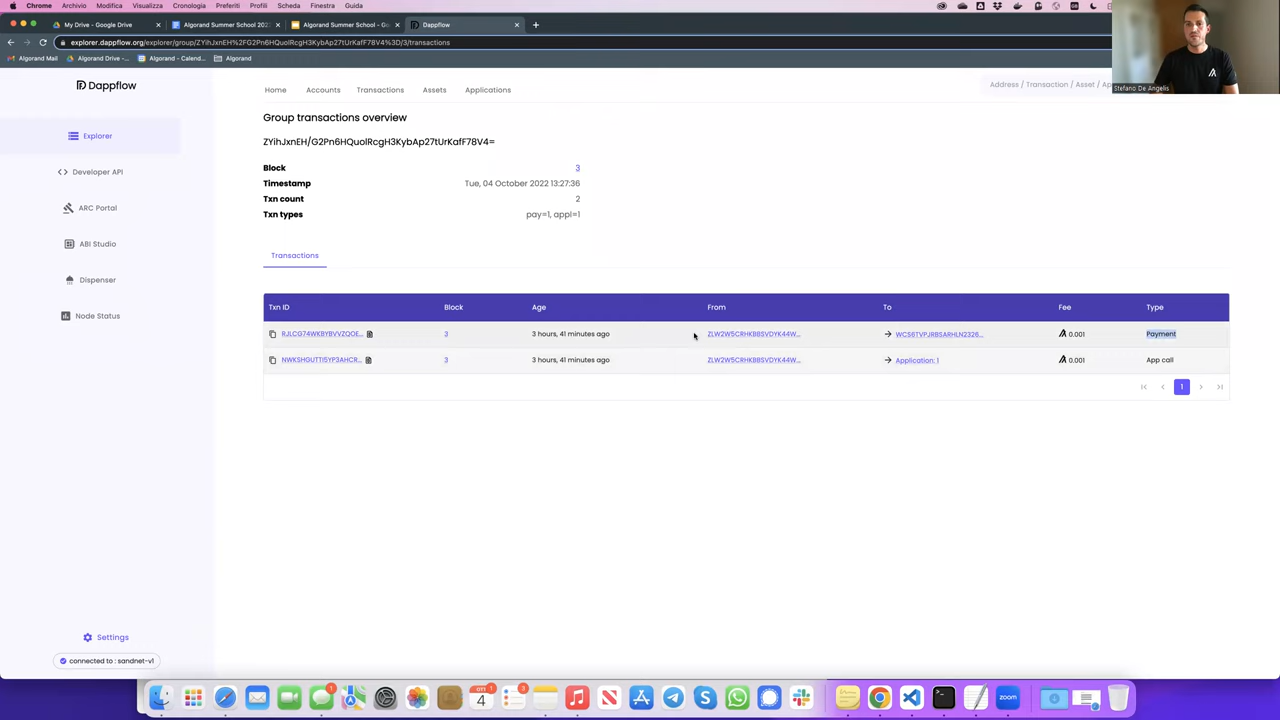 Chrome Archivio Modifica Visualizza Cronologia Preferiti Profili Scheda Finestra Guida
My Drive - Google Drive
Algorand Summer School 202
Algorand Summer School - G
Dappflow
explorer.dappflow.org/explorer/group/ZYihJxnEH%2FG2Pn6HQuolRcgH3KybAp27tUrKafF78V4%3D/3/transactions
Algorand Mail
Algorand Drive -...
Algorand - Calend...
Algorand
Stefano De Angelis
Dappflow
Home
Accounts
Transactions
Assets
Applications
Address / Transaction / Asset / Ap
Explorer
Developer API
ARC Portal
ABI Studio
Dispenser
Node Status
Group transactions overview
ZYihJxnEH/G2Pn6HQuolRcgH3KybAp27tUrKafF78V4=
Block 3
Timestamp Tue, 04 October 2022 13:27:36
Txn count 2
Txn types pay=1, appl=1
Transactions
Txn ID Block Age From To Fee Type
RJLCG74WKBYBVVZQOE... 3 3 hours, 41 minutes ago ZLW2W5CRHKBBSVDYK44W... WCS6TVPJRBSARHLN2326... 0.001 Payment
NWKSHGUTTI5YP3AHCR... 3 3 hours, 41 minutes ago ZLW2W5CRHKBBSVDYK44W... Application: 1 0.001 App call
1
Settings
connected to : sandnet-v1